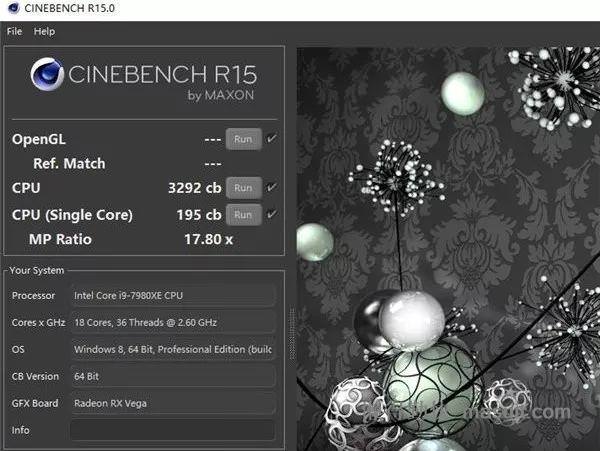 CINEBENCH R15.0
File Help
CINEBENCH R15
by MAXON
OpenGL --- Run
Ref. Match ---
CPU 3292 cb Run
CPU (Single Core) 195 cb Run
MP Ratio 17.80 x
Your System
Processor Intel Core i9-7980XE CPU
Cores x GHz 18 Cores, 36 Threads @ 2.60 GHz
OS Windows 8, 64 Bit, Professional Edition (build
CB Version 64 Bit
GFX Board Radeon RX Vega
Info